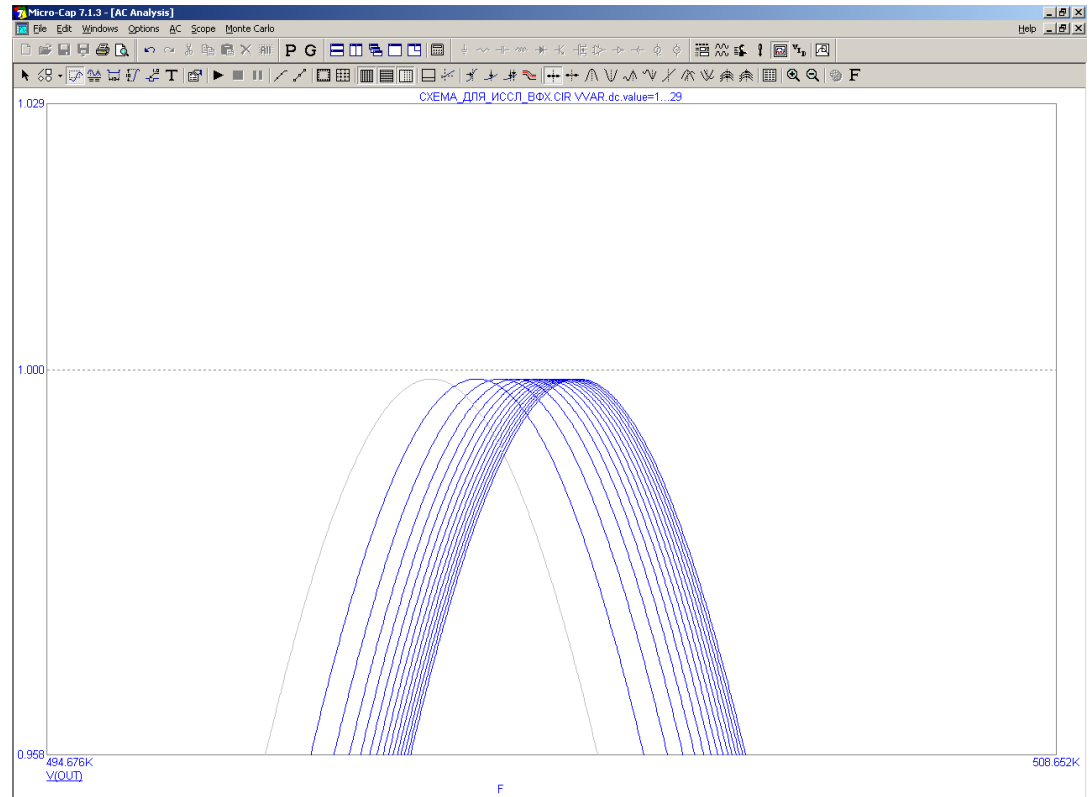 Micro-Cap 7.1.3 - [AC Analysis]
File Edit Windows Options AC Scope Monte Carlo Help
P G
T F
СХЕМА_ДЛЯ_ИССЛ_ВФХ.CIR VVAR.dc.value=1...29
1.029
1.000
0.958
494.676K 508.652K
V(OUT)
F